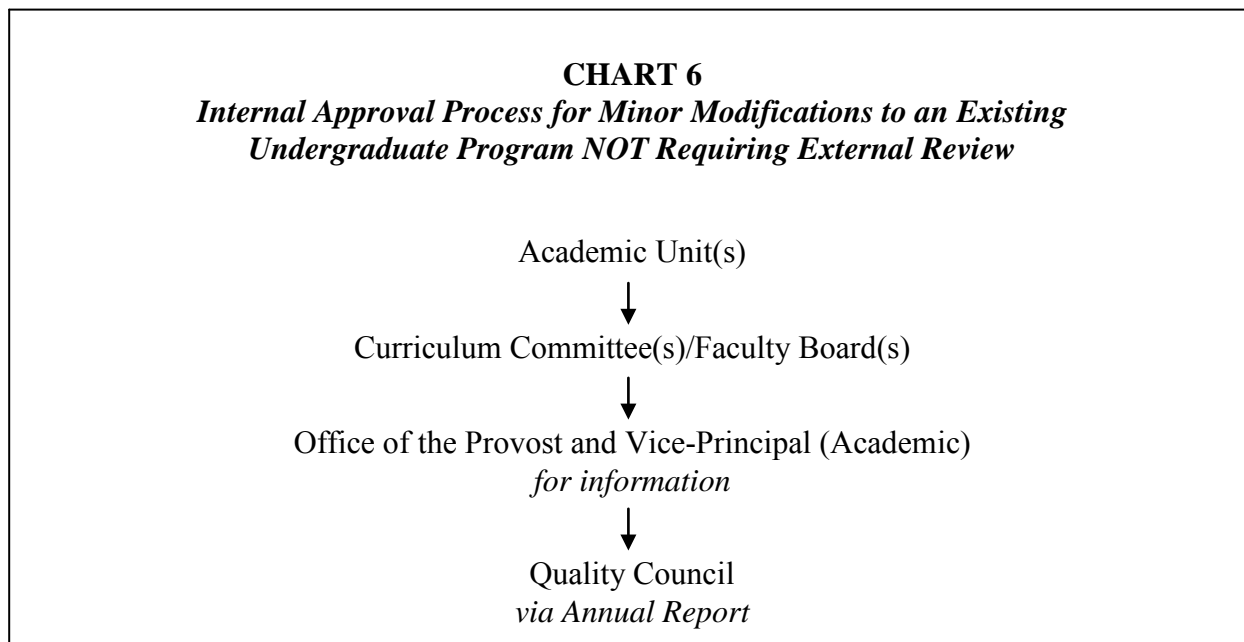 CHART 6
Internal Approval Process for Minor Modifications to an Existing
Undergraduate Program NOT Requiring External Review
Academic Unit(s)
Curriculum Committee(s)/Faculty Board(s)
Office of the Provost and Vice-Principal (Academic)
for information
Quality Council
via Annual Report